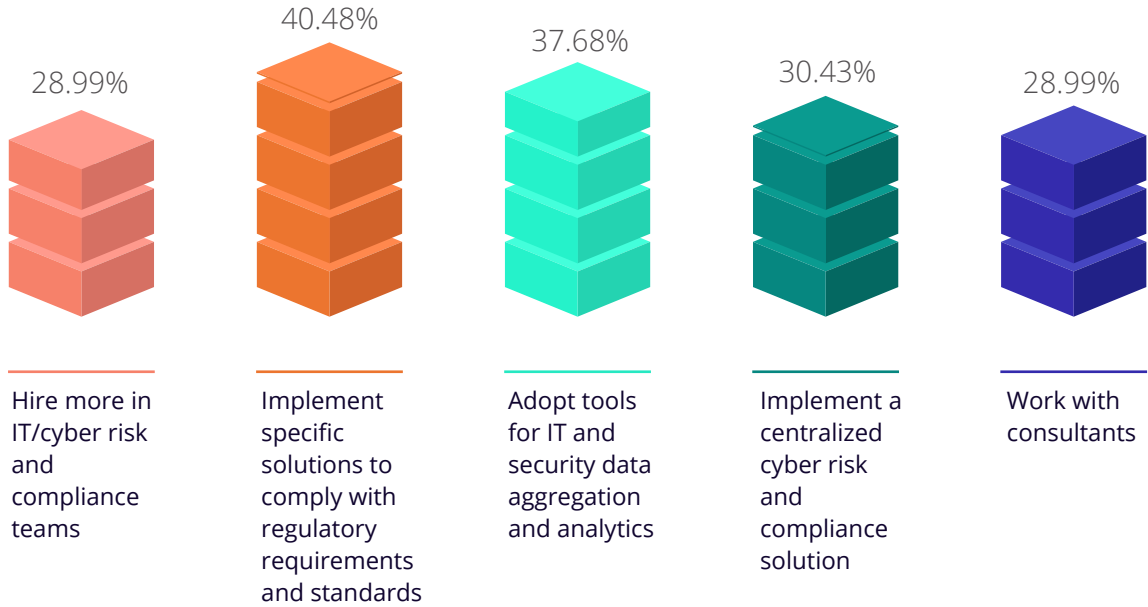 28.99%
40.48%
37.68%
30.43%
28.99%
Hire more in
IT/cyber risk
and
compliance
teams
Implement
specific
solutions to
comply with
regulatory
requirements
and standards
Adopt tools
for IT and
security data
aggregation
and analytics
Implement a
centralized
cyber risk
and
compliance
solution
Work with
consultants